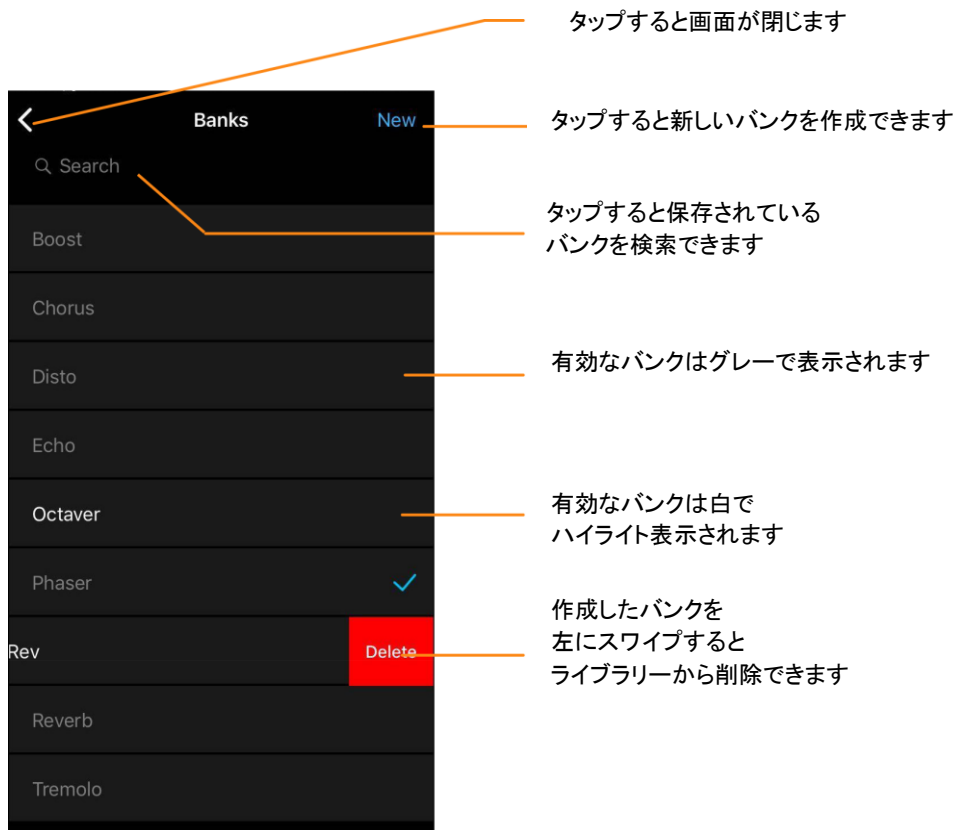 タップすると画面が閉じます
Banks
New
タップすると新しいバンクを作成できます
Search
タップすると保存されている
バンクを検索できます
Boost
Chorus
Disto
有効なバンクはグレーで表示されます
Echo
Octaver
有効なバンクは白で
ハイライト表示されます
Phaser
Rev
Delete
作成したバンクを
左にスワイプすると
ライブラリーから削除できます
Reverb
Tremolo